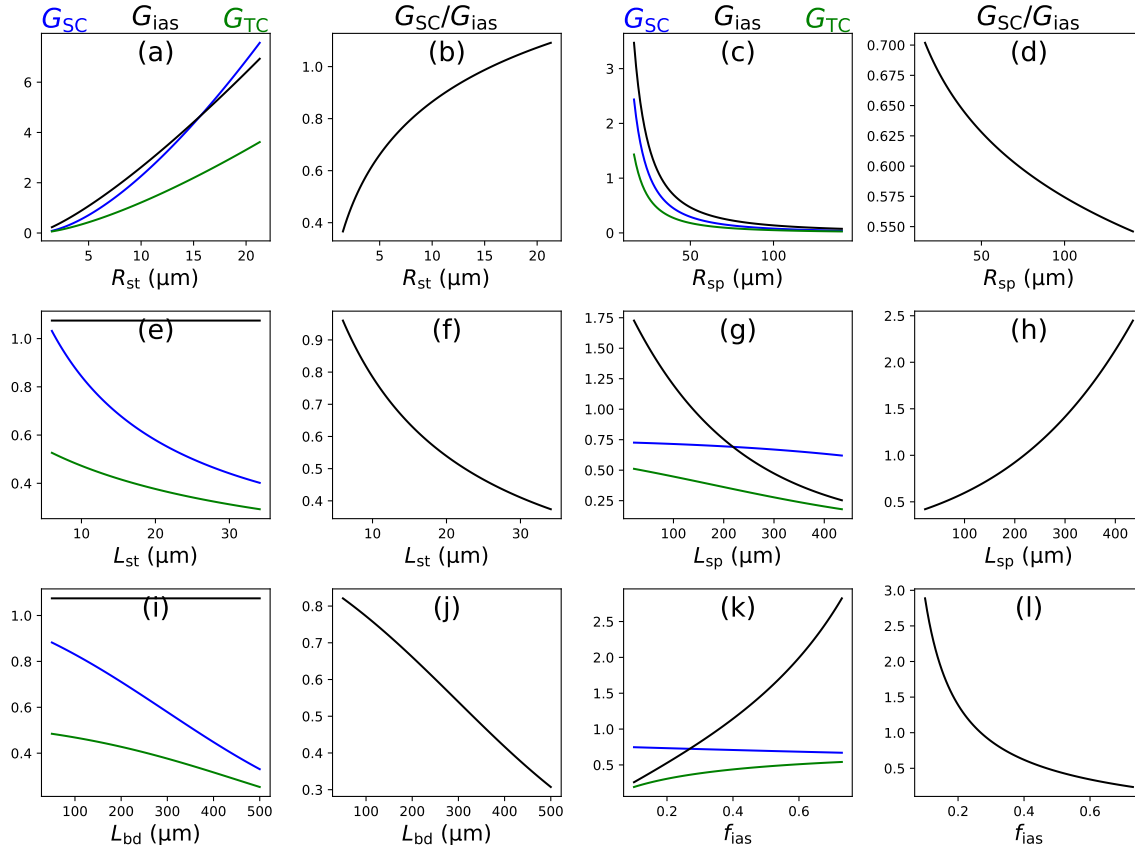 G_SC G_ias G_TC G_SC/G_ias G_SC G_ias G_TC G_SC/G_ias
(a) (b) (c) (d)
6
4
2
0
5 10 15 20
R_st (μm)
1.0
0.8
0.6
0.4
5 10 15 20
R_st (μm)
3
2
1
0
50 100
R_sp (μm)
0.700
0.675
0.650
0.625
0.600
0.575
0.550
50 100
R_sp (μm)
(e) (f) (g) (h)
1.0
0.8
0.6
0.4
10 20 30
L_st (μm)
0.9
0.8
0.7
0.6
0.5
0.4
10 20 30
L_st (μm)
1.75
1.50
1.25
1.00
0.75
0.50
0.25
100 200 300 400
L_sp (μm)
2.5
2.0
1.5
1.0
0.5
100 200 300 400
L_sp (μm)
(i) (j) (k) (l)
1.0
0.8
0.6
0.4
100 200 300 400 500
L_bd (μm)
0.8
0.7
0.6
0.5
0.4
0.3
100 200 300 400 500
L_bd (μm)
2.5
2.0
1.5
1.0
0.5
0.2 0.4 0.6
f_ias
3.0
2.5
2.0
1.5
1.0
0.5
0.2 0.4 0.6
f_ias